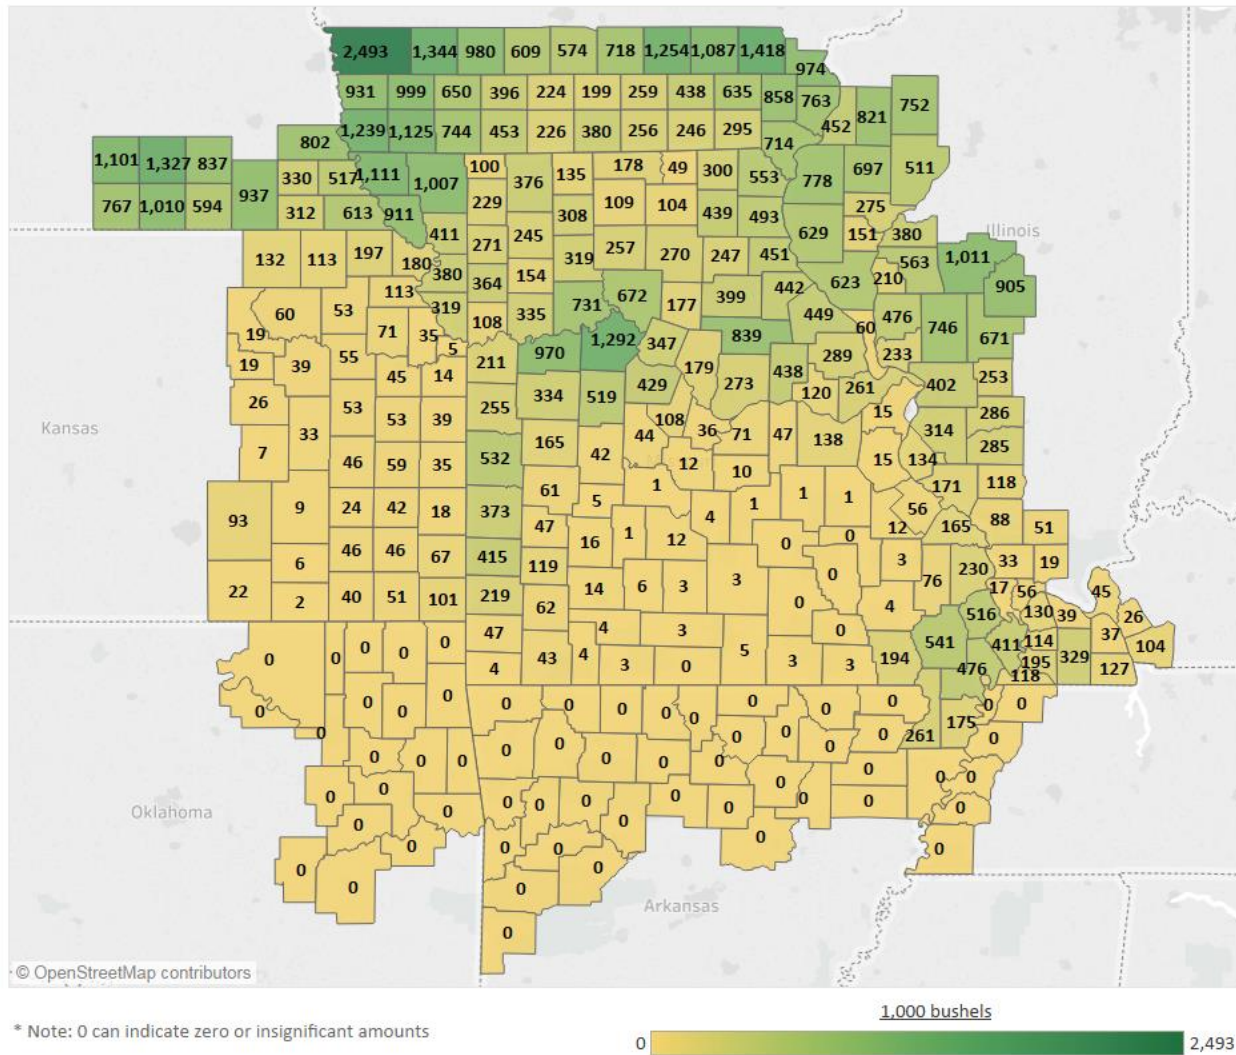 2,493 1,344 980 609 574 718 1,254 1,087 1,418
974
931 999 650 396 224 199 259 438 635 858 763 752
452 821
1,239 1,125 744 453 226 380 256 246 295
802 714
1,101 1,327 837 330 517 1,111 1,007 100 376 135 178 49 300 553 778 697 511
937
767 1,010 594 312 613 911 229 308 109 104 439 493 275
411 271 245 629 151 380
Illinois
132 113 197 180 319 257 270 247 451 563 1,011
380 364 154 623 210 905
113 731 672 177 399 442
60 53 319 335 449 476 746 671
19 71 35 108 60
5 970 1,292 347 839 289 233
19 39 55 211 179 438 253
45 14 334 519 429 273 120 261 402
26 53 53 39 255 108 15 286
Kansas
33 44 36 71 47 138 314
7 46 59 35 532 165 42 12 15 134 285
10
61 1 171 118
93 9 24 42 18 373 5 1 1 1 56
47 4 12 165 88 51
16 1 12 0 0
6 46 46 67 415 119 3 33 19
0 76 230
22 2 40 51 101 219 14 6 3 3 17 56 45
62 0 4 516 130 39 26
0 0 0 0 0 47 4 3 0 541 411 114 37
4 43 4 3 0 5 3 3 194 476 195 329 104
118 127
0 0 0 0 0 0 0 0 0 0 0 0 0 0
0 261 175
0 0 0 0 0 0 0 0 0 0 0
0 0 0 0 0 0 0
0 0 0 0 0 0 0 0 0 0 0
Oklahoma
0 0 0 0
0 0 0 0
0 0 0
0 0
Arkansas
0
© OpenStreetMap contributors
1,000 bushels
* Note: 0 can indicate zero or insignificant amounts
0 2,493